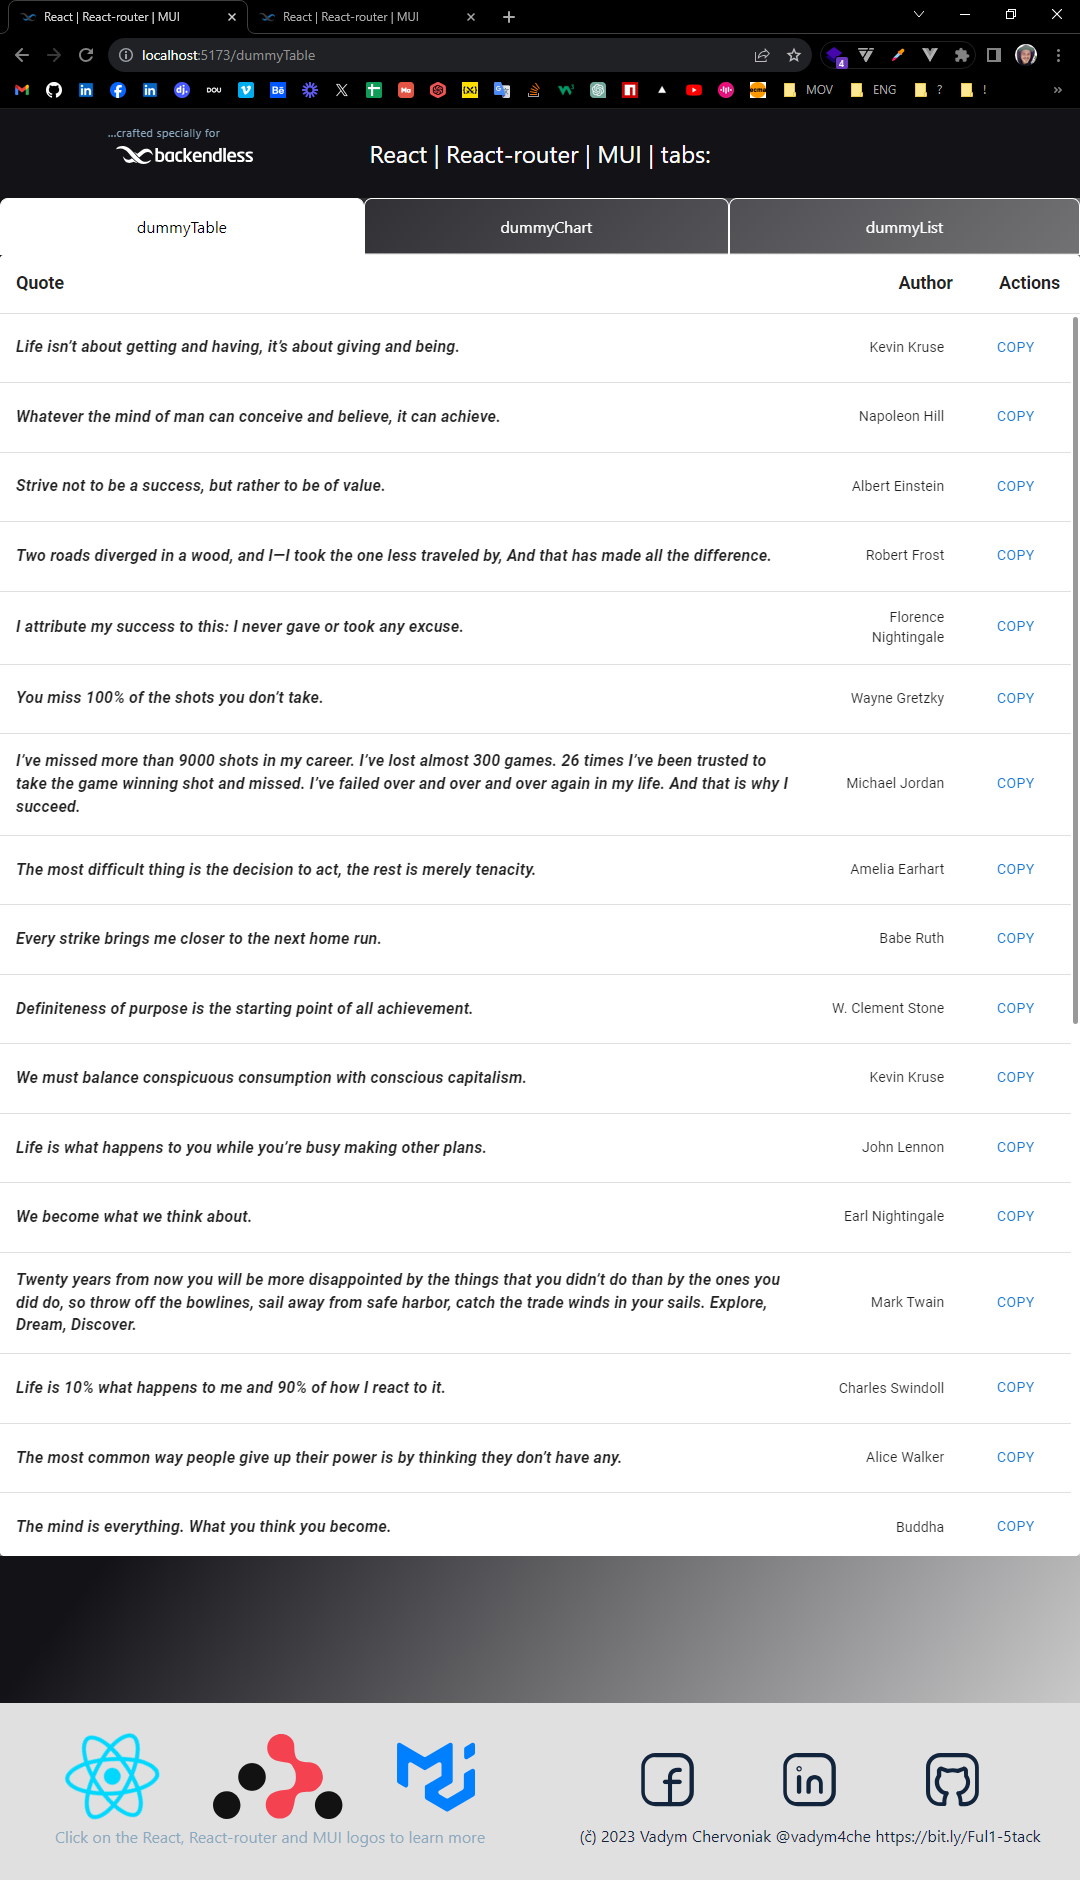 React | React-router | MUI
React | React-router | MUI
localhost:5173/dummyTable
4
MOV
ENG
?
!
...crafted specially for
backendless
React | React-router | MUI | tabs:
dummyTable
dummyChart
dummyList
Quote Author Actions
Life isn't about getting and having, it's about giving and being. Kevin Kruse COPY
Whatever the mind of man can conceive and believe, it can achieve. Napoleon Hill COPY
Strive not to be a success, but rather to be of value. Albert Einstein COPY
Two roads diverged in a wood, and I—I took the one less traveled by, And that has made all the difference. Robert Frost COPY
I attribute my success to this: I never gave or took any excuse. Florence
Nightingale COPY
You miss 100% of the shots you don't take. Wayne Gretzky COPY
I've missed more than 9000 shots in my career. I've lost almost 300 games. 26 times I've been trusted to
take the game winning shot and missed. I've failed over and over and over again in my life. And that is why I
succeed. Michael Jordan COPY
The most difficult thing is the decision to act, the rest is merely tenacity. Amelia Earhart COPY
Every strike brings me closer to the next home run. Babe Ruth COPY
Definiteness of purpose is the starting point of all achievement. W. Clement Stone COPY
We must balance conspicuous consumption with conscious capitalism. Kevin Kruse COPY
Life is what happens to you while you're busy making other plans. John Lennon COPY
We become what we think about. Earl Nightingale COPY
Twenty years from now you will be more disappointed by the things that you didn't do than by the ones you
did do, so throw off the bowlines, sail away from safe harbor, catch the trade winds in your sails. Explore,
Dream, Discover. Mark Twain COPY
Life is 10% what happens to me and 90% of how I react to it. Charles Swindoll COPY
The most common way people give up their power is by thinking they don't have any. Alice Walker COPY
The mind is everything. What you think you become. Buddha COPY
Click on the React, React-router and MUI logos to learn more
(č) 2023 Vadym Chervoniak @vadym4che https://bit.ly/Ful1-5tack